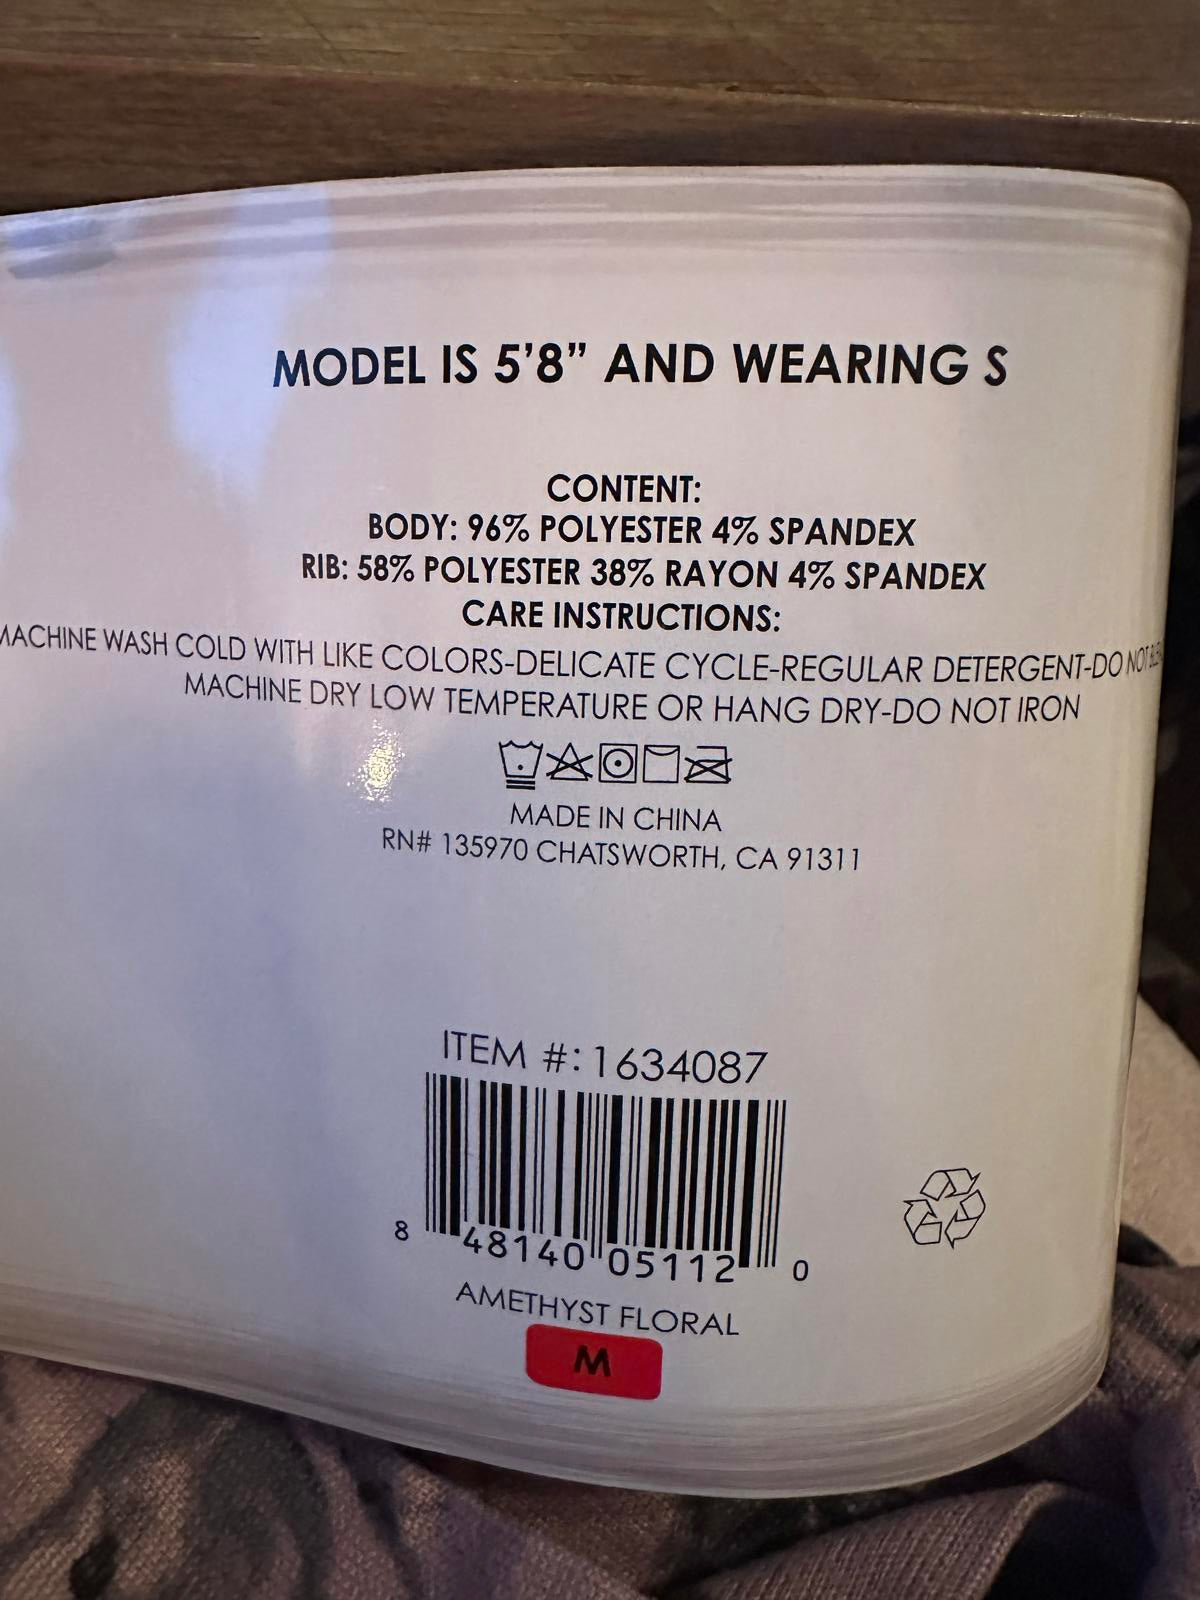 MODEL IS 5’8” AND WEARING S
CONTENT:
BODY: 96% POLYESTER 4% SPANDEX
RIB: 58% POLYESTER 38% RAYON 4% SPANDEX
CARE INSTRUCTIONS:
MACHINE WASH COLD WITH LIKE COLORS-DELICATE CYCLE-REGULAR DETERGENT-DO NOT
MACHINE DRY LOW TEMPERATURE OR HANG DRY-DO NOT IRON
MADE IN CHINA
RN# 135970 CHATSWORTH, CA 91311
ITEM #: 1634087
8 48140 05112 0
AMETHYST FLORAL
M